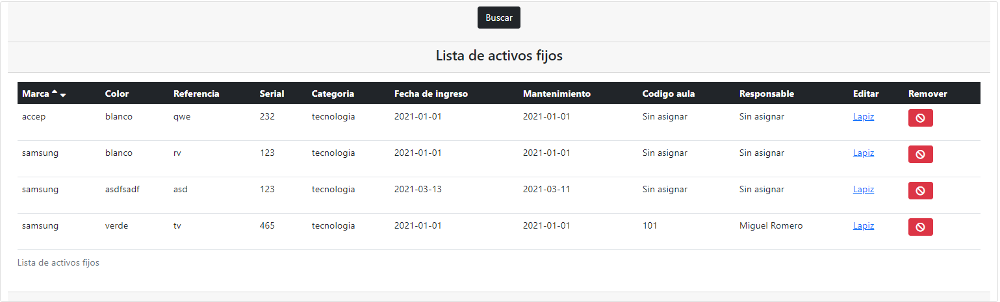 Buscar
Lista de activos fijos
Marca Color Referencia Serial Categoria Fecha de ingreso Mantenimiento Codigo aula Responsable Editar Remover
accep blanco qwe 232 tecnologia 2021-01-01 2021-01-01 Sin asignar Sin asignar Lapiz
samsung blanco rv 123 tecnologia 2021-01-01 2021-01-01 Sin asignar Sin asignar Lapiz
samsung asdfsadf asd 123 tecnologia 2021-03-13 2021-03-11 Sin asignar Sin asignar Lapiz
samsung verde tv 465 tecnologia 2021-01-01 2021-01-01 101 Miguel Romero Lapiz
Lista de activos fijos